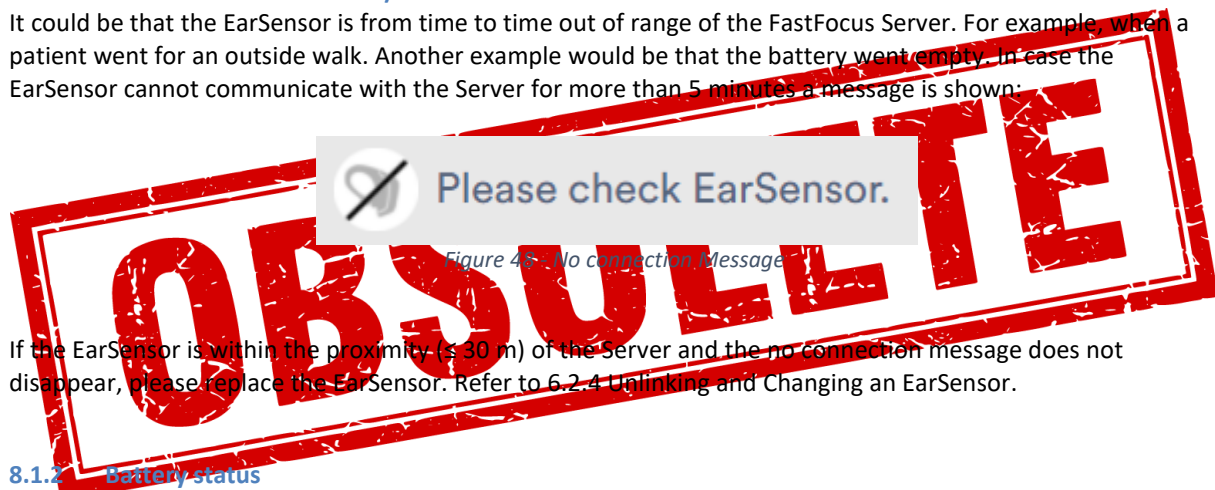 It could be that the EarSensor is from time to time out of range of the FastFocus Server. For example, when a
patient went for an outside walk. Another example would be that the battery went empty. In case the
EarSensor cannot communicate with the Server for more than 5 minutes a message is shown:
Please check EarSensor.
Figure 48 - No connection Message
OBSOLETE
If the EarSensor is within the proximity (≤ 30 m) of the Server and the no connection message does not
disappear, please replace the EarSensor. Refer to 6.2.4 Unlinking and Changing an EarSensor.
8.1.2 Battery status